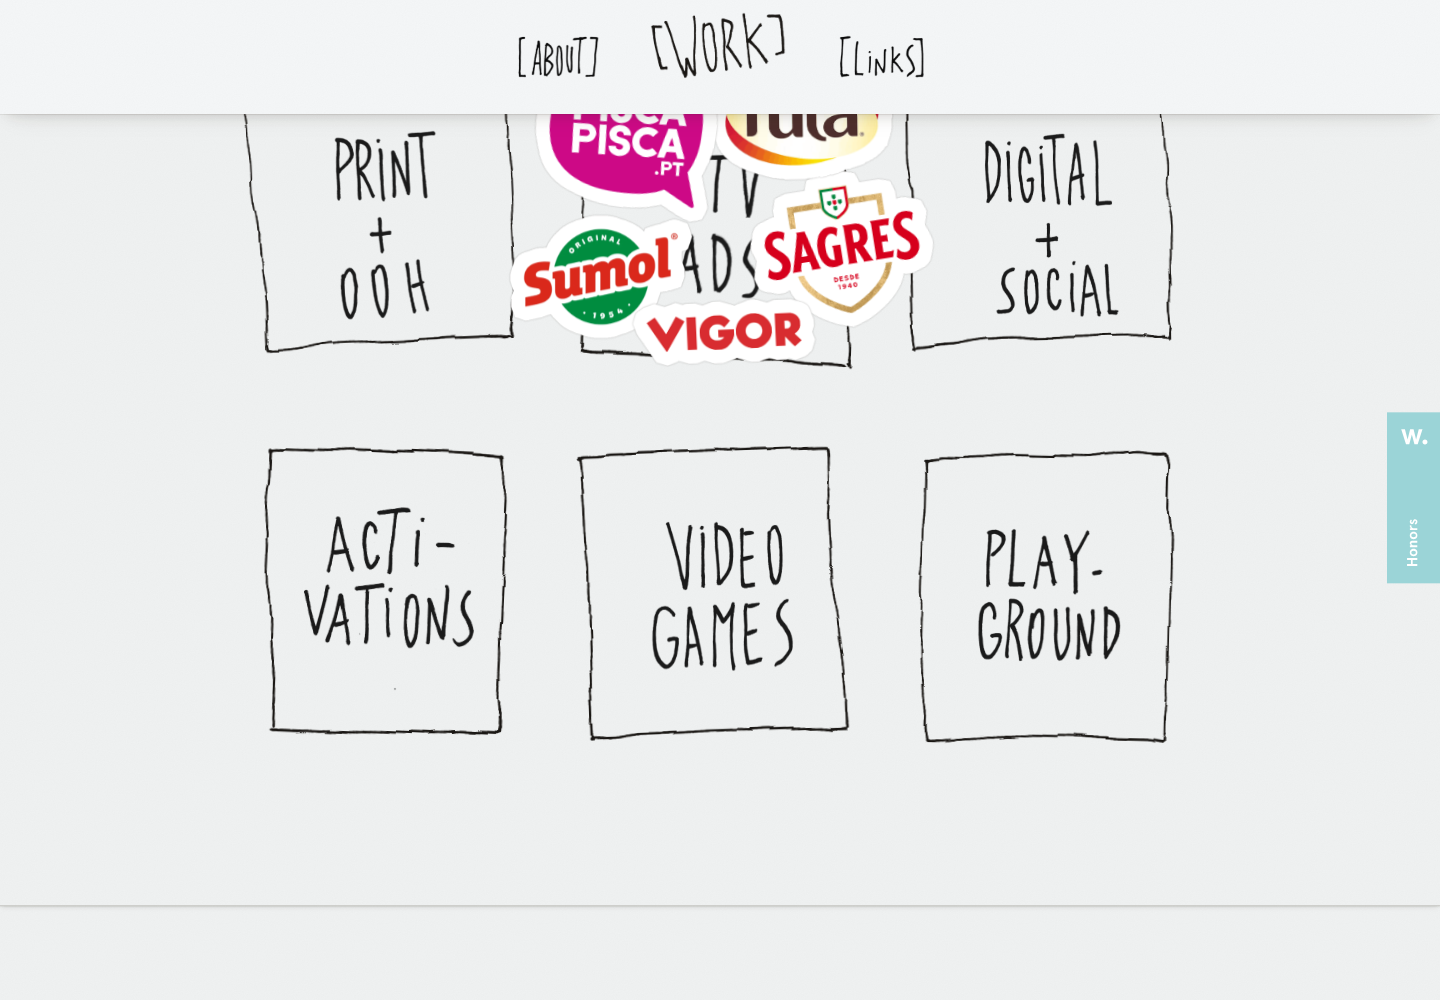 [ABOUT] [WORK] [LiNKS]
PRiNT
+
OOH
PISCA
PiSCA
.PT
TV
ADS
ORIGINAL
Sumol®
· 1954 ·
SAGRES
DESDE
1940
VIGOR
DiGiTAL
+
SOCiAL
ACTi-
VATiONS
ViDEO
GAMES
PLAY-
GROUND
W.
Honors